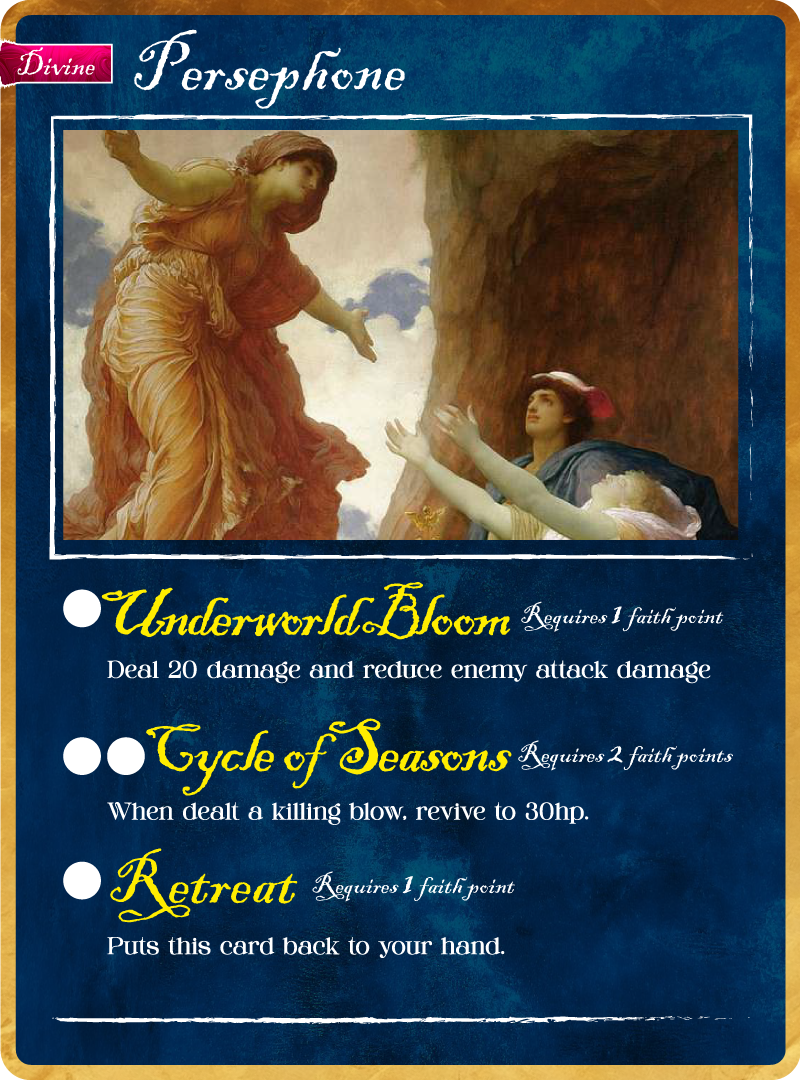 Divine
Persephone
Underworld Bloom Requires 1 faith point
Deal 20 damage and reduce enemy attack damage
Cycle of Seasons Requires 2 faith points
When dealt a killing blow, revive to 30hp.
Retreat Requires 1 faith point
Puts this card back to your hand.